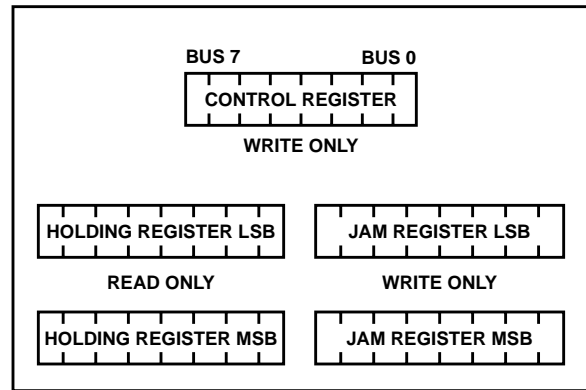 BUS 7 BUS 0
CONTROL REGISTER
WRITE ONLY
HOLDING REGISTER LSB JAM REGISTER LSB
READ ONLY WRITE ONLY
HOLDING REGISTER MSB JAM REGISTER MSB